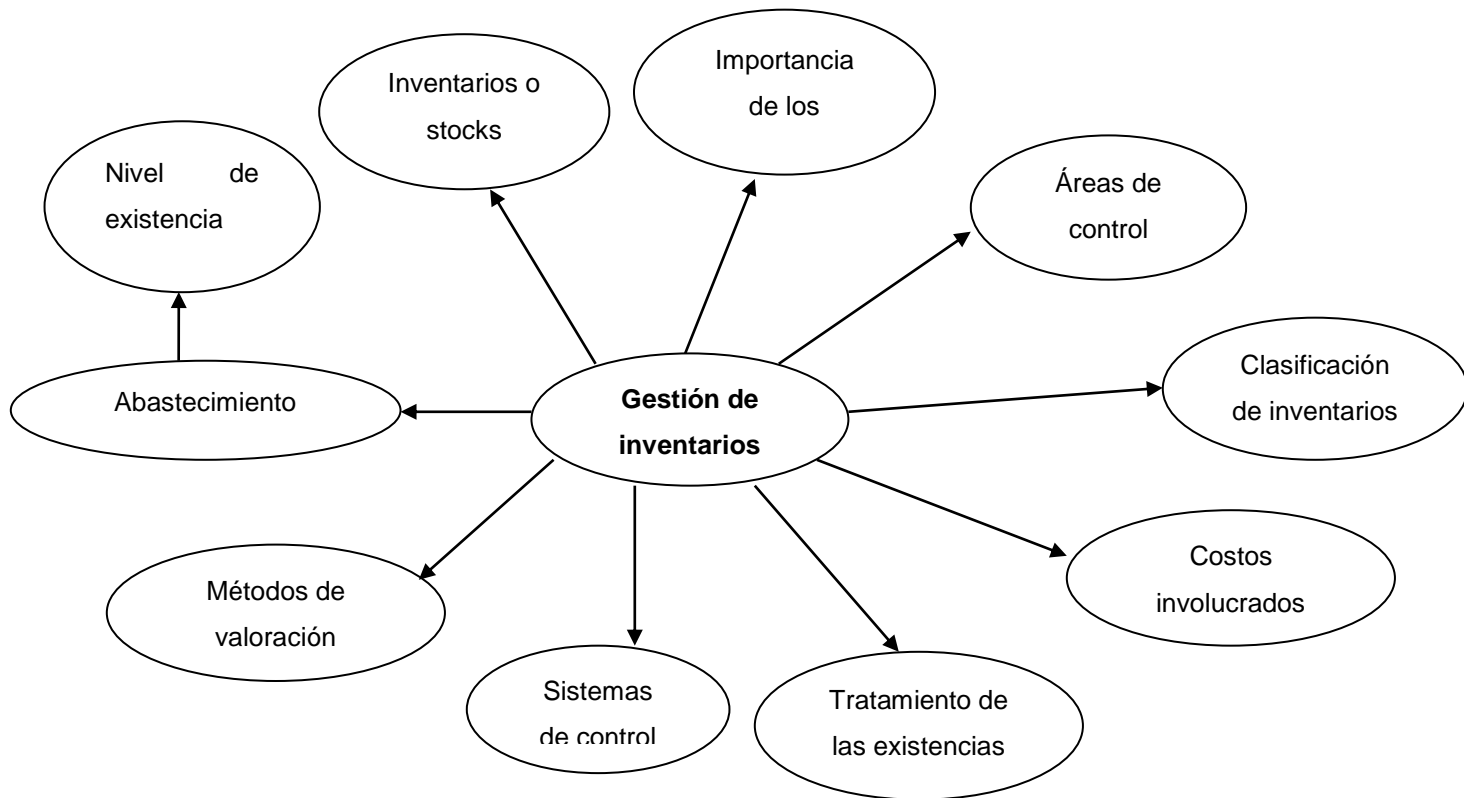 Importancia
de los
Inventarios o
stocks
Nivel de
existencia
Áreas de
control
Clasificación
de inventarios
Gestión de
inventarios
Abastecimiento
Costos
involucrados
Métodos de
valoración
Sistemas
de control
Tratamiento de
las existencias